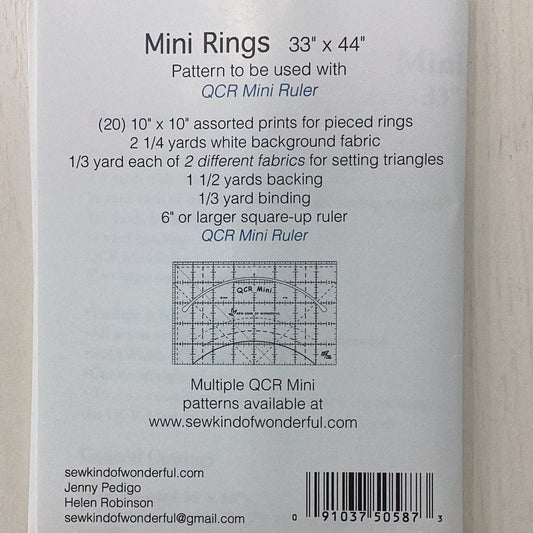 Mini Rings 33" x 44"
Pattern to be used with
QCR Mini Ruler
(20) 10" x 10" assorted prints for pieced rings
2 1/4 yards white background fabric
1/3 yard each of 2 different fabrics for setting triangles
1 1/2 yards backing
1/3 yard binding
6" or larger square-up ruler
QCR Mini Ruler
QCR Mini
SEW KIND OF WONDERFUL
Multiple QCR Mini
patterns available at
www.sewkindofwonderful.com
sewkindofwonderful.com
Jenny Pedigo
Helen Robinson
sewkindofwonderful@gmail.com
0 91037 50587 3